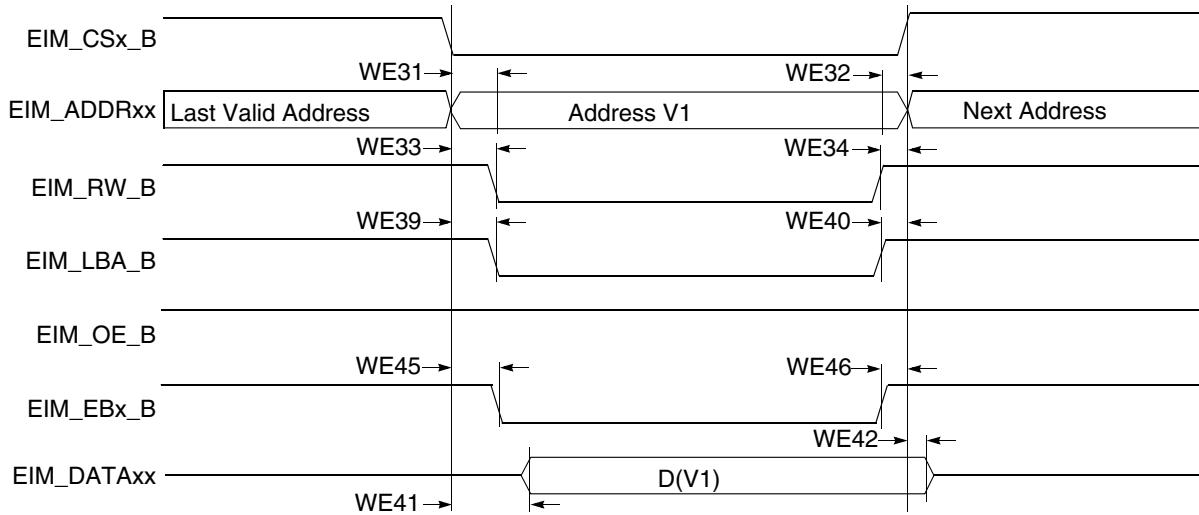 EIM_CSx_B
WE31
WE32
EIM_ADDRxx
Last Valid Address
Address V1
Next Address
WE33
WE34
EIM_RW_B
WE39
WE40
EIM_LBA_B
EIM_OE_B
WE45
WE46
EIM_EBx_B
WE42
EIM_DATAxx
D(V1)
WE41